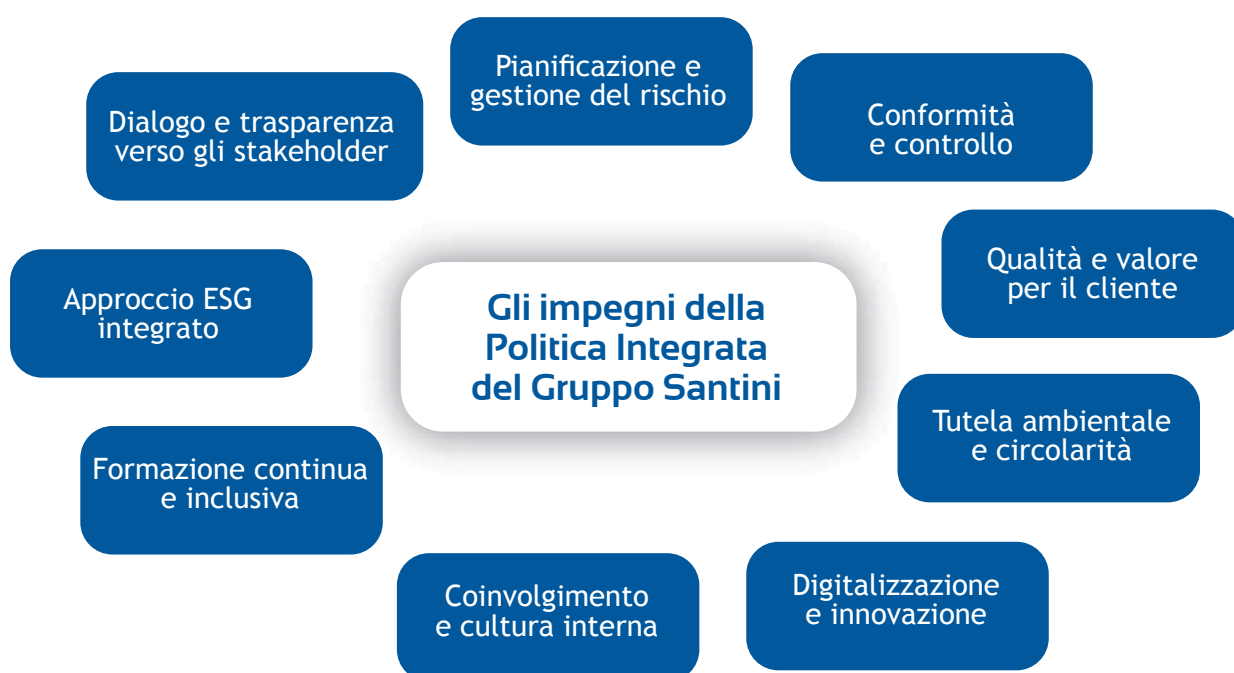 Pianificazione e
gestione del rischio
Conformità
e controllo
Dialogo e trasparenza
verso gli stakeholder
Qualità e valore
per il cliente
Approccio ESG
integrato
Gli impegni della
Politica Integrata
del Gruppo Santini
Tutela ambientale
e circolarità
Formazione continua
e inclusiva
Digitalizzazione
e innovazione
Coinvolgimento
e cultura interna